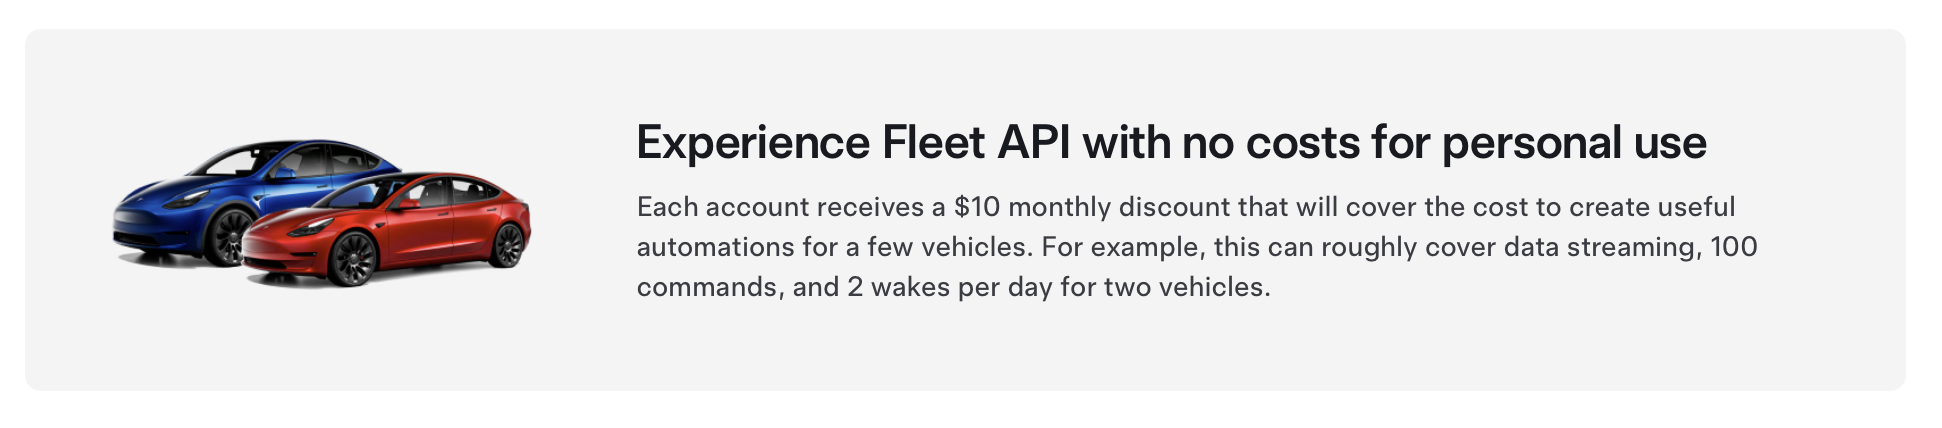 Experience Fleet API with no costs for personal use
Each account receives a $10 monthly discount that will cover the cost to create useful
automations for a few vehicles. For example, this can roughly cover data streaming, 100
commands, and 2 wakes per day for two vehicles.